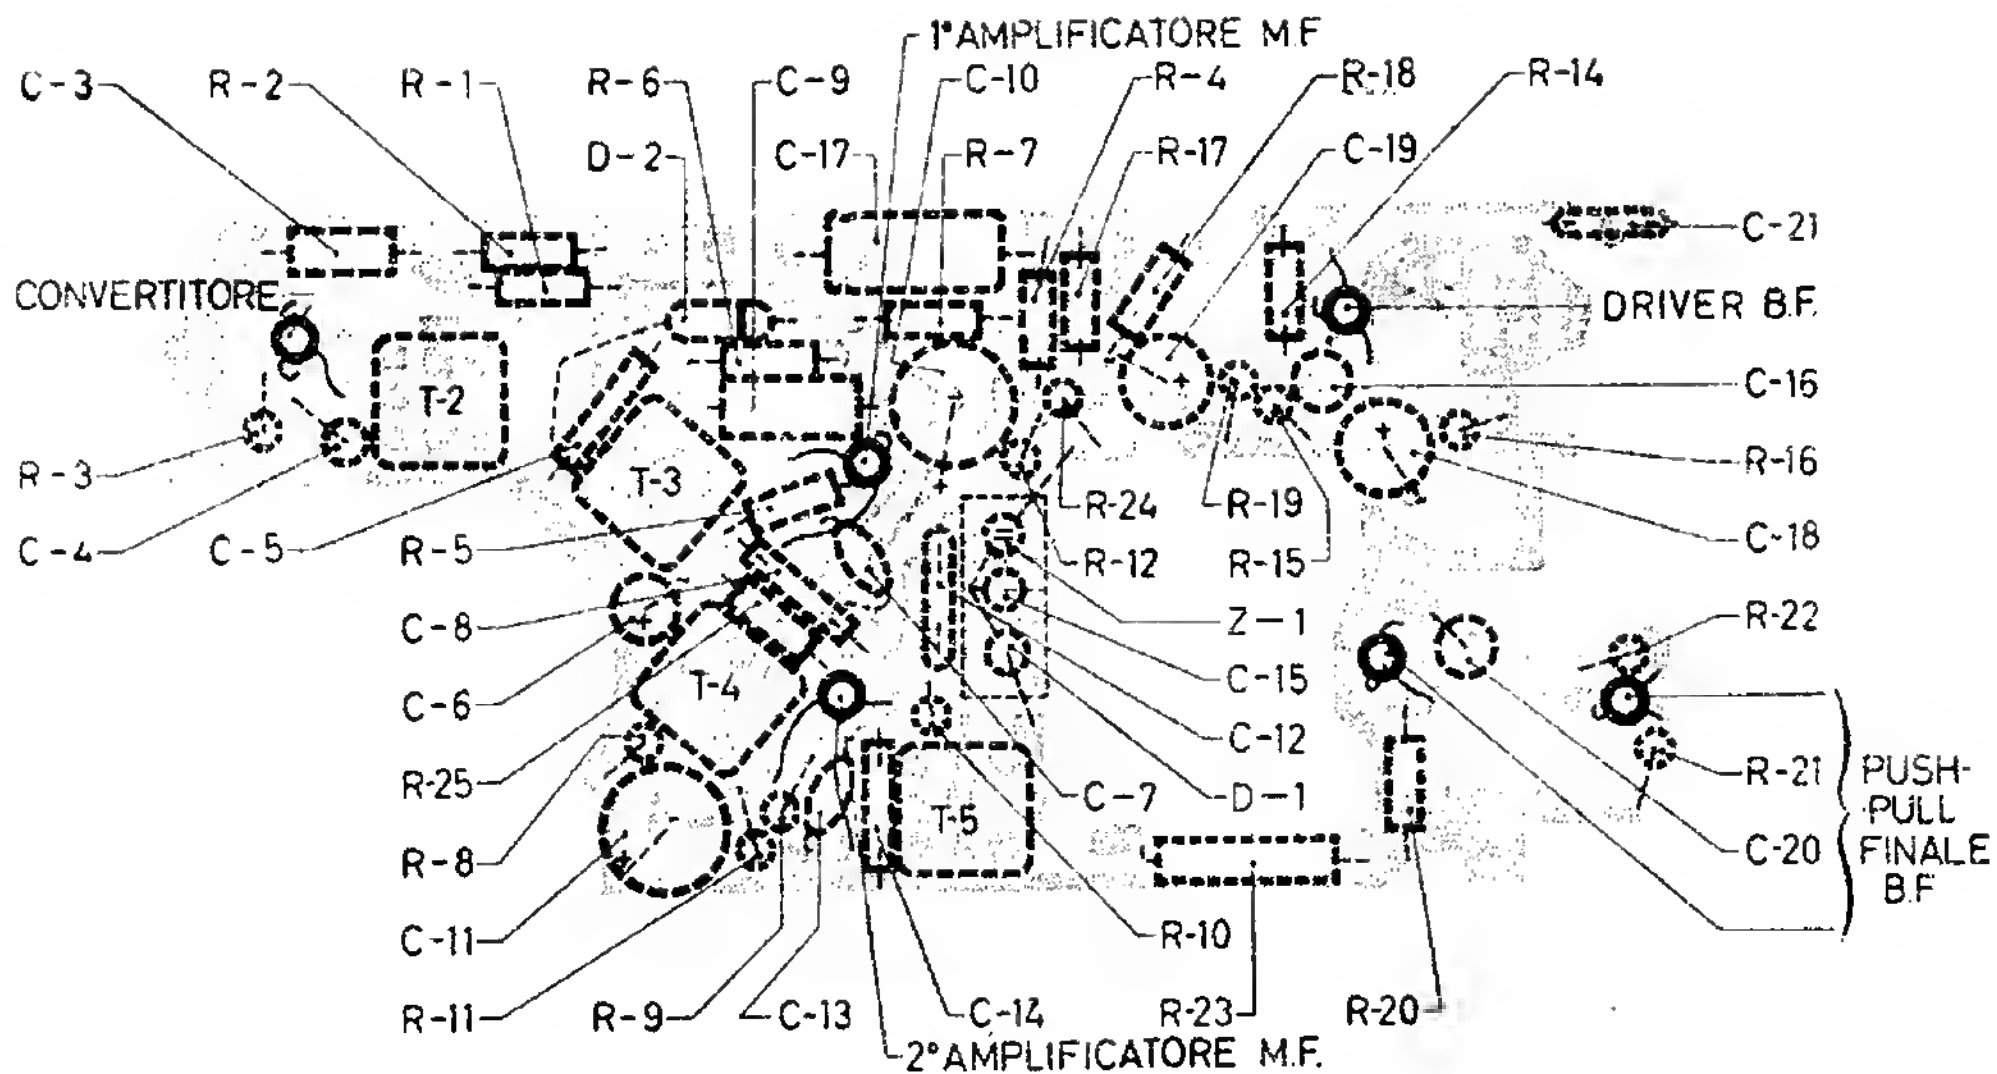 1° AMPLIFICATORE M.F
C-3
R-2
R-1
R-6
C-9
C-10
R-4
R-18
R-14
D-2
C-17
R-7
R-17
C-19
C-21
CONVERTITORE
DRIVER B.F.
T-2
C-16
R-3
T-3
R-16
R-24
R-19
C-4
C-5
R-5
R-12
R-15
C-18
C-8
Z-1
R-22
C-6
T-4
C-15
C-12
R-25
C-7
D-1
R-21
PUSH-
PULL
FINALE
B.F
T-5
R-8
C-20
C-11
R-10
R-11
R-9
C-13
C-14
R-23
R-20
2° AMPLIFICATORE M.F.